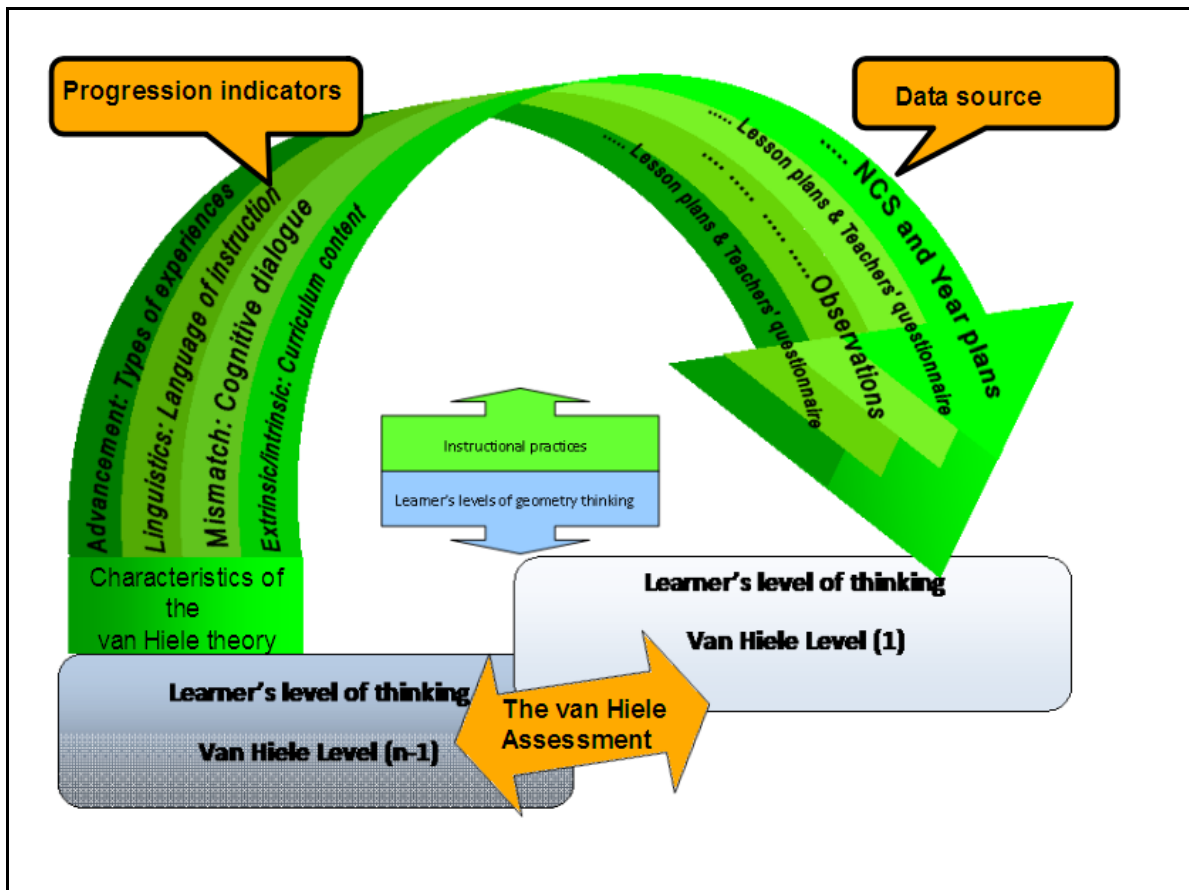 Progression indicators
Data source
Advancement: Types of experiences
Linguistics: Language of instruction
Mismatch: Cognitive dialogue
Extrinsic/intrinsic: Curriculum content
..... Lesson plans & Teachers' questionnaire
.... ..... ..... .....Observations
..... Lesson plans & Teachers' questionnaire
..... NCS and Year plans
Instructional practices
Learner's levels of geometry thinking
Characteristics of
the
van Hiele theory
Learner's level of thinking
Van Hiele Level (1)
Learner's level of thinking
Van Hiele Level (n-1)
The van Hiele
Assessment